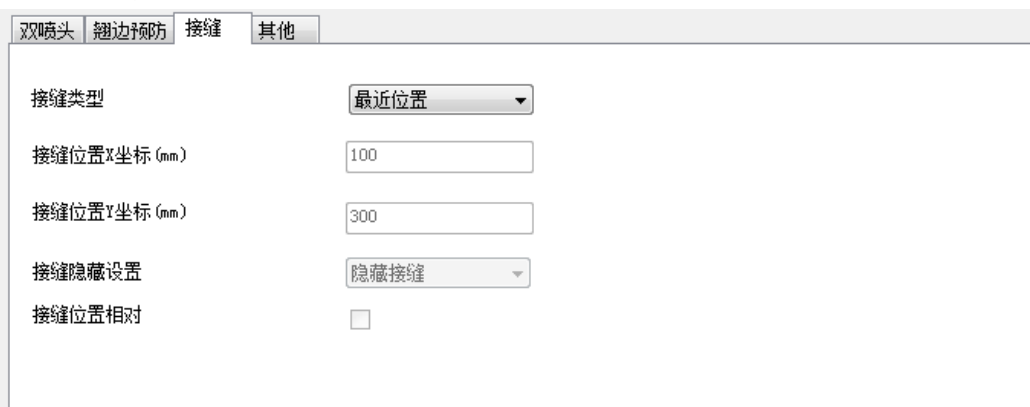 双喷头 翘边预防 接缝 其他
接缝类型 最近位置
接缝位置X坐标(mm) 100
接缝位置Y坐标(mm) 300
接缝隐藏设置 隐藏接缝
接缝位置相对